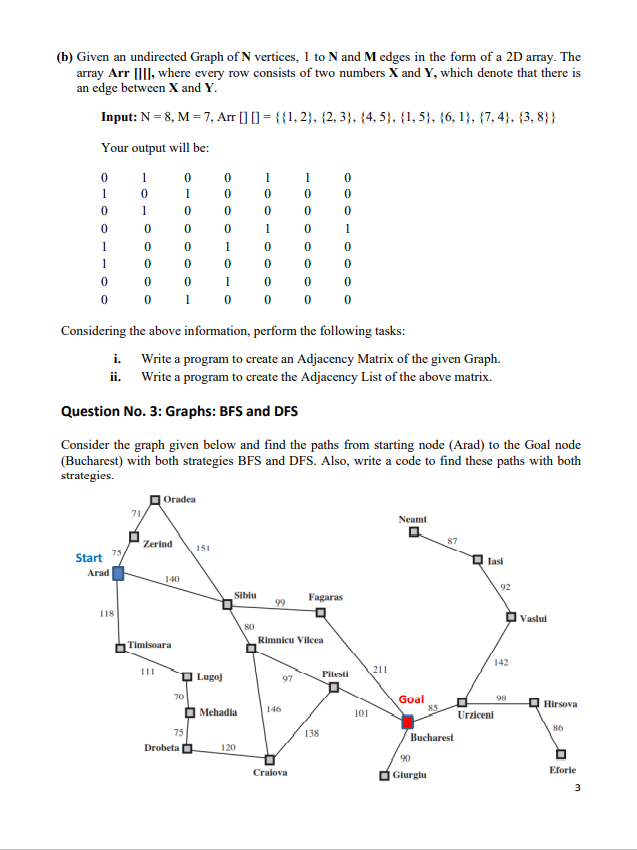 (b) Given an undirected Graph of N vertices, 1 to N and M edges in the form of a 2D array. The
array Arr [][], where every row consists of two numbers X and Y, which denote that there is
an edge between X and Y.
Input: N = 8, M = 7, Arr [] [] = {{1, 2}, {2, 3}, {4, 5}, {1, 5}, {6, 1}, {7, 4}, {3, 8}}
Your output will be:
0 1 0 0 1 1 0
1 0 1 0 0 0 0
0 1 0 0 0 0 0
0 0 0 0 1 0 1
1 0 0 1 0 0 0
1 0 0 0 0 0 0
0 0 0 1 0 0 0
0 0 1 0 0 0 0
Considering the above information, perform the following tasks:
i. Write a program to create an Adjacency Matrix of the given Graph.
ii. Write a program to create the Adjacency List of the above matrix.
Question No. 3: Graphs: BFS and DFS
Consider the graph given below and find the paths from starting node (Arad) to the Goal node
(Bucharest) with both strategies BFS and DFS. Also, write a code to find these paths with both
strategies.
Oradea
71
Neamt
Zerind
151
87
Start
75
Iasi
Arad
140
92
Sibiu
99
Fagaras
118
Vaslui
80
Timisoara
Rimnicu Vilcea
142
111
Lugoj
97
Pitesti
211
70
Goal
98
Mehadia
146
101
85
Hirsova
Urziceni
75
138
86
Drobeta
120
Bucharest
90
Craiova
Giurgiu
Eforie
3